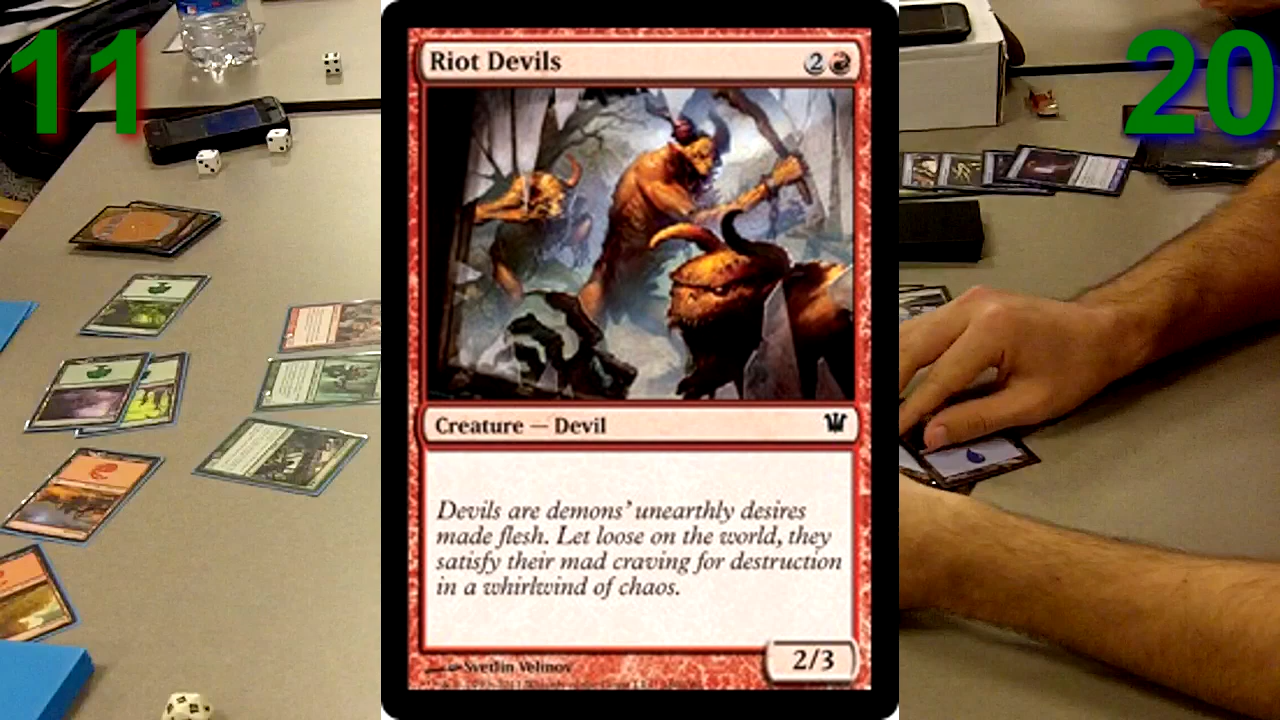 11
20
Riot Devils
2
Creature — Devil
Devils are demons' unearthly desires
made flesh. Let loose on the world, they
satisfy their mad craving for destruction
in a whirlwind of chaos.
Svetlin Velinov
2/3